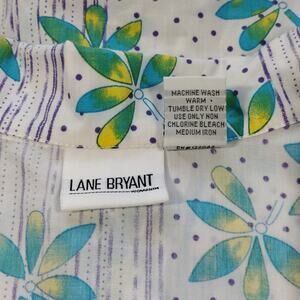 MACHINE WASH
WARM •
TUMBLE DRY LOW
USE ONLY NON
CHLORINE BLEACH
MEDIUM IRON
LANE BRYANT